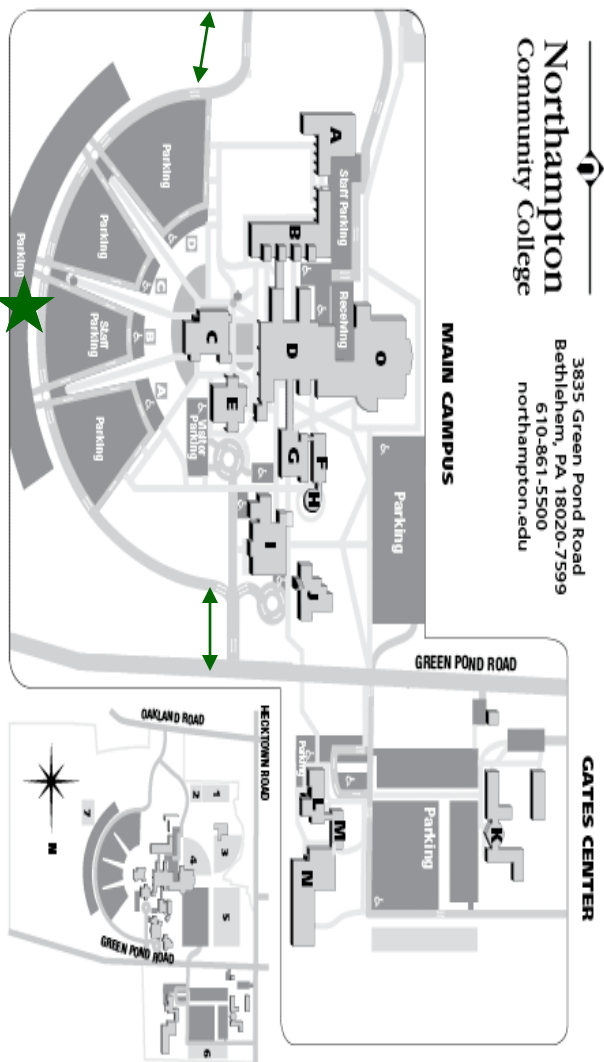 Northampton
Community College
3835 Green Pond Road
Bethlehem, PA 18020-7599
610-861-5500
northampton.edu
MAIN CAMPUS
GATES CENTER
A
Staff Parking
B
Receiving
O
D
C
E
Visitor
Parking
G
F
H
I
J
Parking
Parking
D
Parking
C
Staff
Parking
B
A
Parking
Parking
GREEN POND ROAD
K
Parking
Parking
L
M
N
HECKTOWN ROAD
OAKLAND ROAD
GREEN POND ROAD
1
2
3
4
5
6
7
N